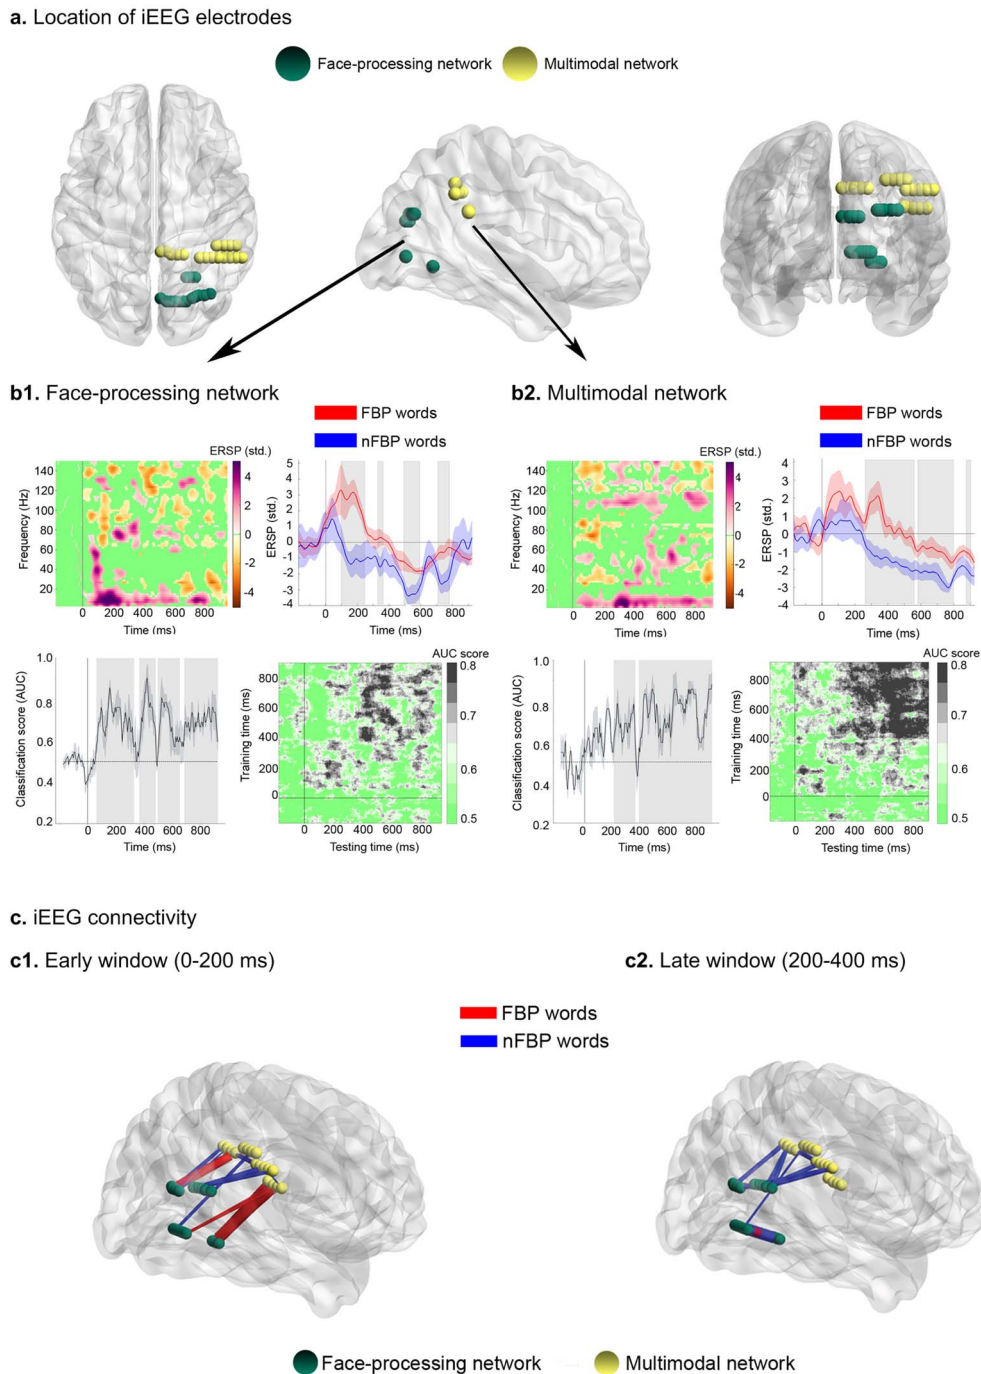 a. Location of iEEG electrodes
Face-processing network
Multimodal network
b1. Face-processing network
FBP words
nFBP words
ERSP (std.)
Frequency (Hz)
140
120
100
80
60
40
20
0 200 400 600 800
Time (ms)
4
2
0
-2
-4
ERSP (std.)
5
4
3
2
1
0
-1
-2
-3
-4
0 200 400 600 800
Time (ms)
Classification score (AUC)
1.0
0.8
0.6
0.4
0.2
0 200 400 600 800
Time (ms)
Training time (ms)
800
600
400
200
0
0 200 400 600 800
Testing time (ms)
AUC score
0.8
0.7
0.6
0.5
b2. Multimodal network
FBP words
nFBP words
ERSP (std.)
Frequency (Hz)
140
120
100
80
60
40
20
0 200 400 600 800
Time (ms)
4
2
0
-2
-4
ERSP (std.)
4
3
2
1
0
-1
-2
-3
-4
0 200 400 600 800
Time (ms)
Classification score (AUC)
1.0
0.8
0.6
0.4
0.2
0 200 400 600 800
Time (ms)
Training time (ms)
800
600
400
200
0
0 200 400 600 800
Testing time (ms)
AUC score
0.8
0.7
0.6
0.5
c. iEEG connectivity
c1. Early window (0-200 ms)
c2. Late window (200-400 ms)
FBP words
nFBP words
Face-processing network
Multimodal network